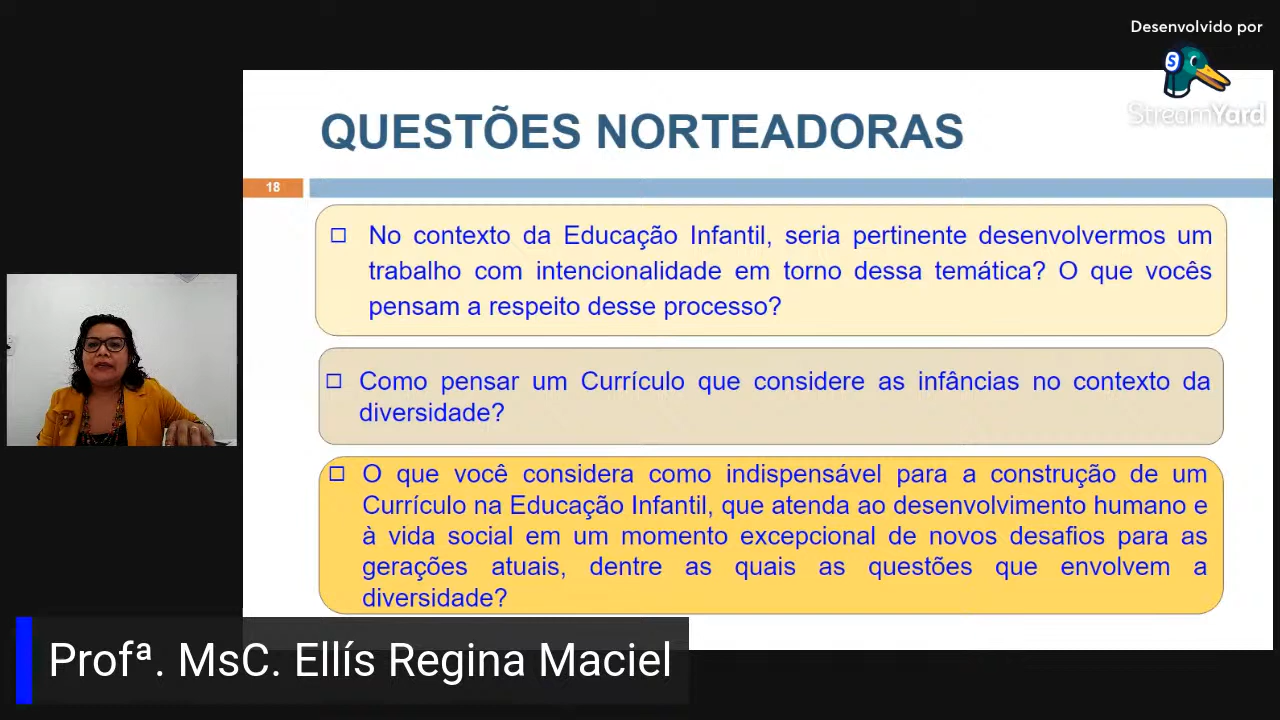 Desenvolvido por
S
StreamYard
QUESTÕES NORTEADORAS
18
No contexto da Educação Infantil, seria pertinente desenvolvermos um
trabalho com intencionalidade em torno dessa temática? O que vocês
pensam a respeito desse processo?
Como pensar um Currículo que considere as infâncias no contexto da
diversidade?
O que você considera como indispensável para a construção de um
Currículo na Educação Infantil, que atenda ao desenvolvimento humano e
à vida social em um momento excepcional de novos desafios para as
gerações atuais, dentre as quais as questões que envolvem a
diversidade?
Profª. MsC. Ellís Regina Maciel